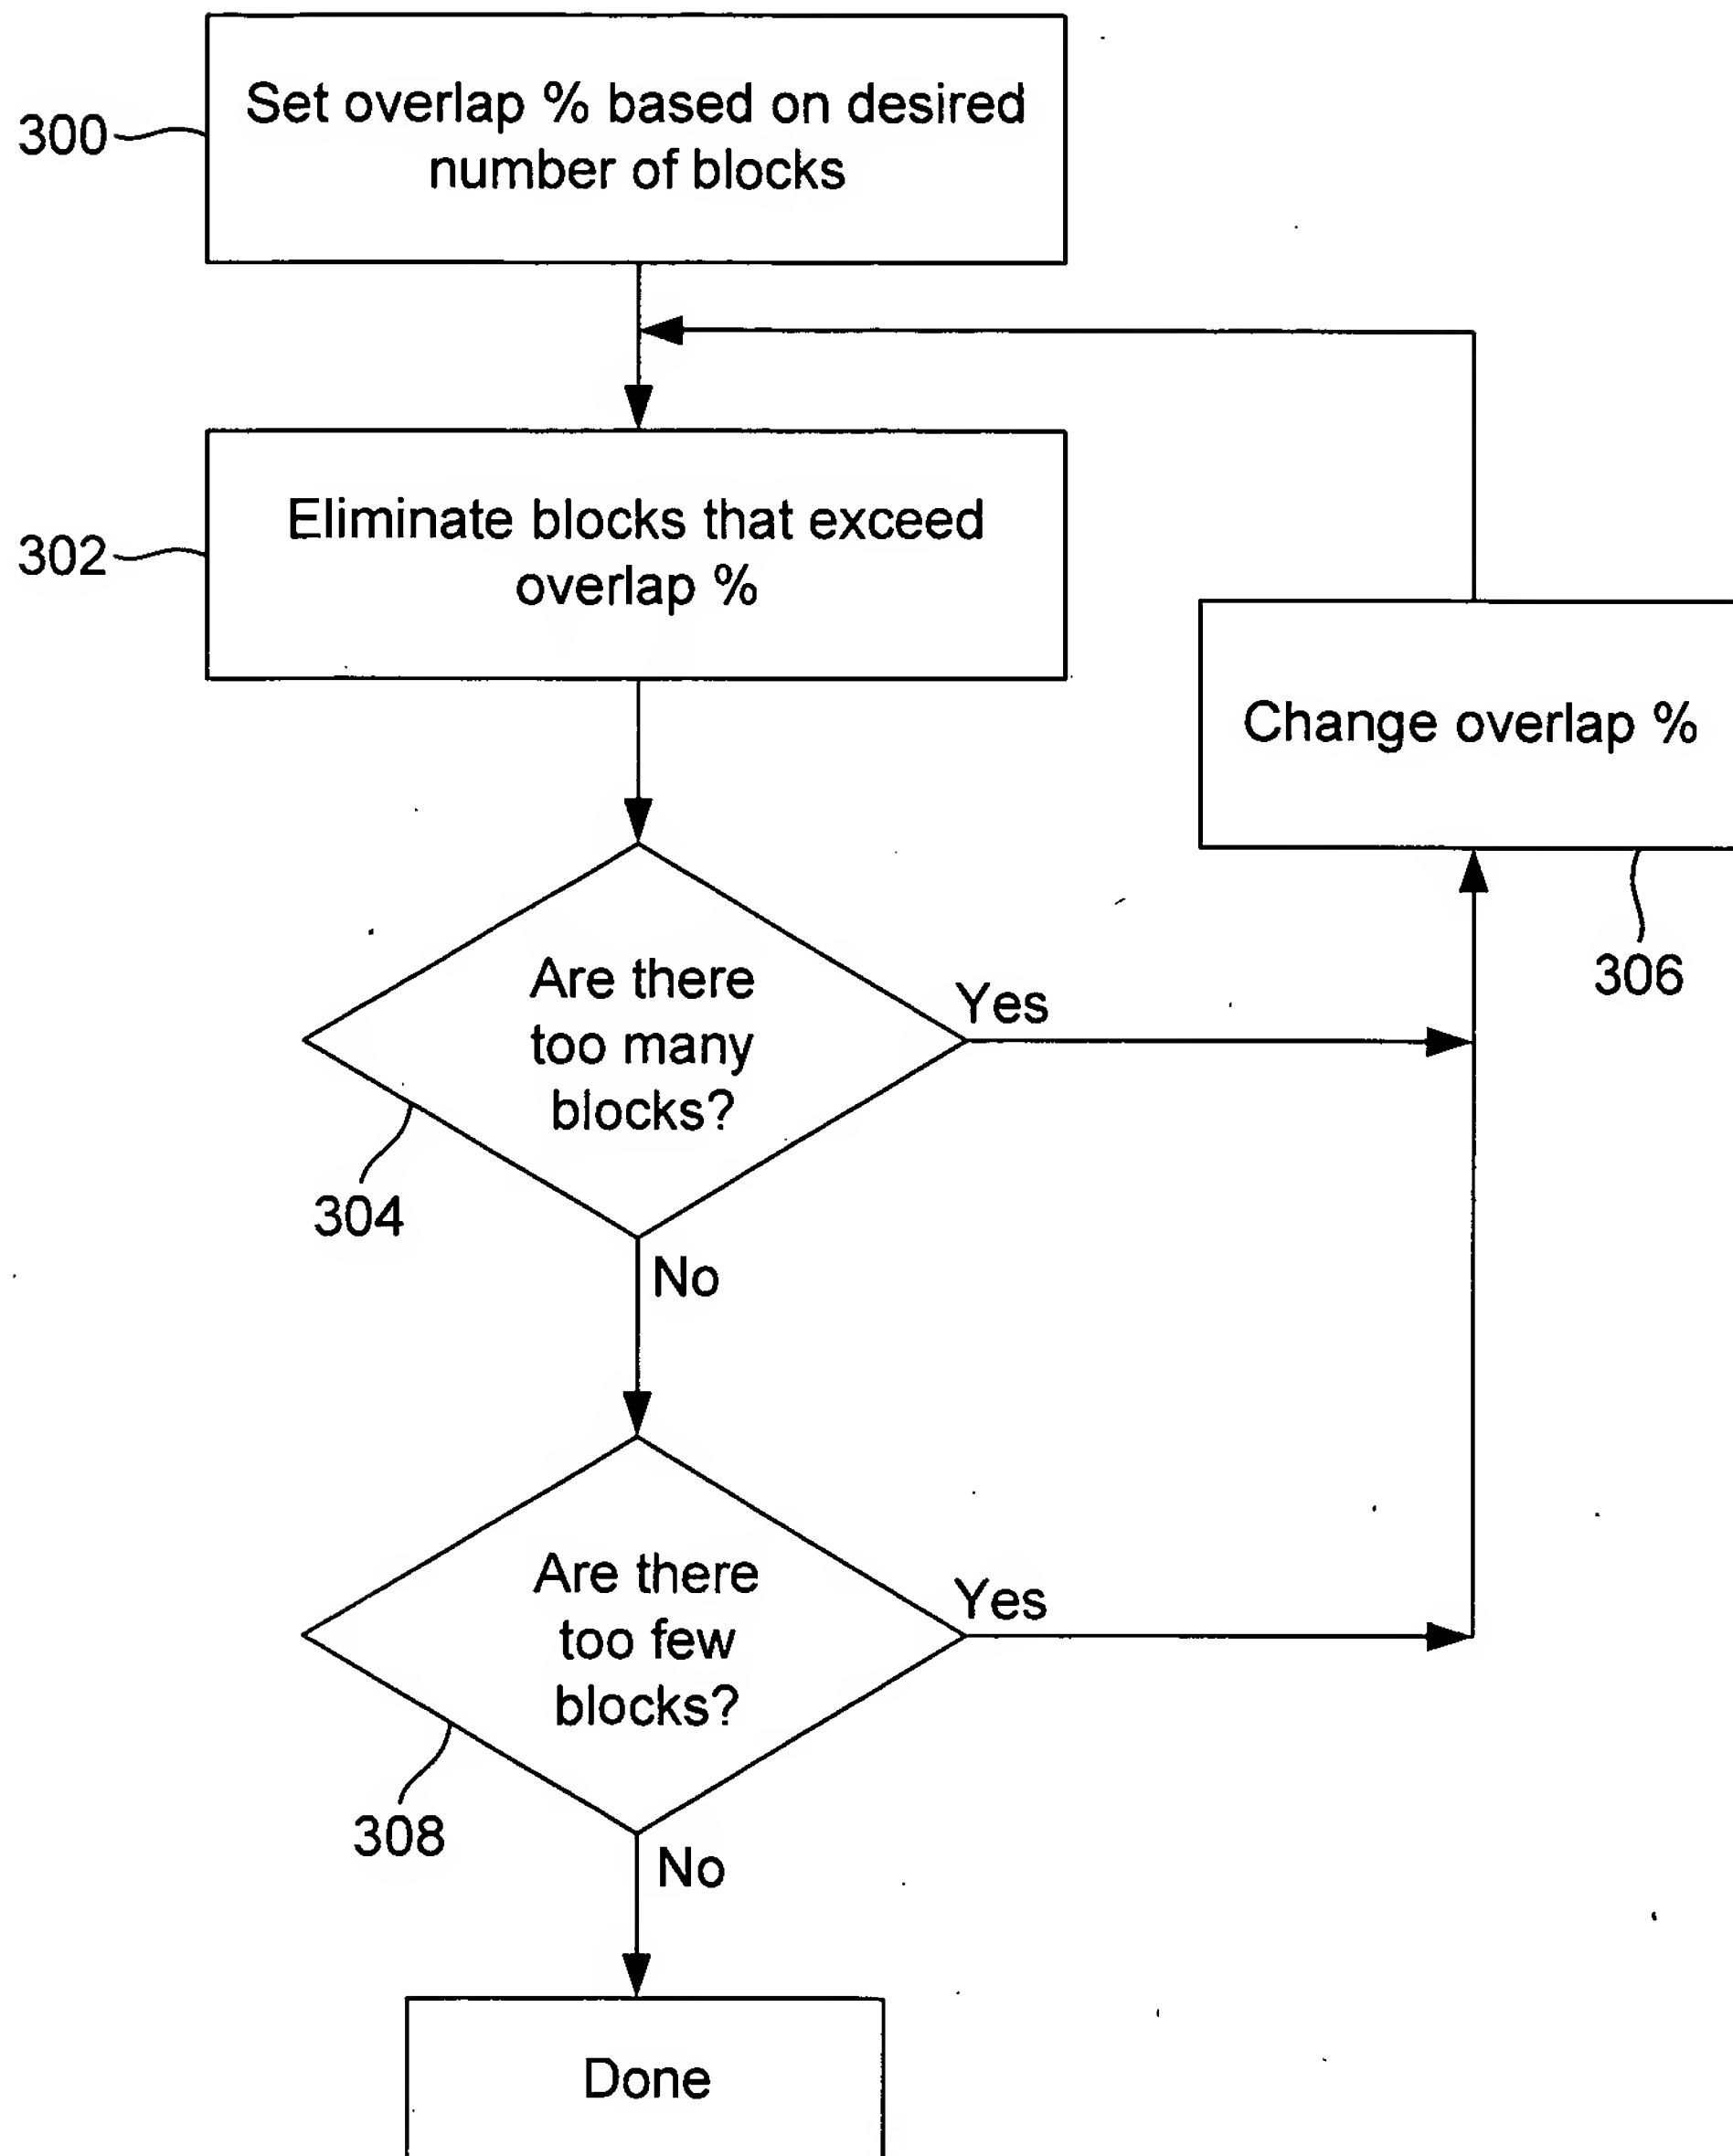 Set overlap % based on desired
number of blocks
300
Eliminate blocks that exceed
overlap %
302
Change overlap %
306
Are there
too many
blocks?
Yes
304
No
Are there
too few
blocks?
Yes
308
No
Done